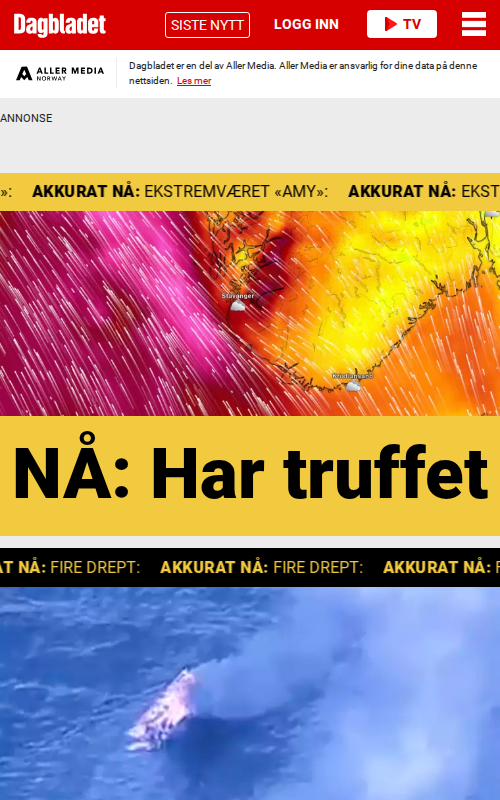 Dagbladet
SISTE NYTT
LOGG INN
TV
ALLER MEDIA
NORWAY
Dagbladet er en del av Aller Media. Aller Media er ansvarlig for dine data på denne
nettsiden. Les mer
ANNONSE
»: AKKURAT NÅ: EKSTREMVÆRET «AMY»: AKKURAT NÅ: EKST
Stavanger
Kristiansand
NÅ: Har truffet
AT NÅ: FIRE DREPT: AKKURAT NÅ: FIRE DREPT: AKKURAT NÅ: F